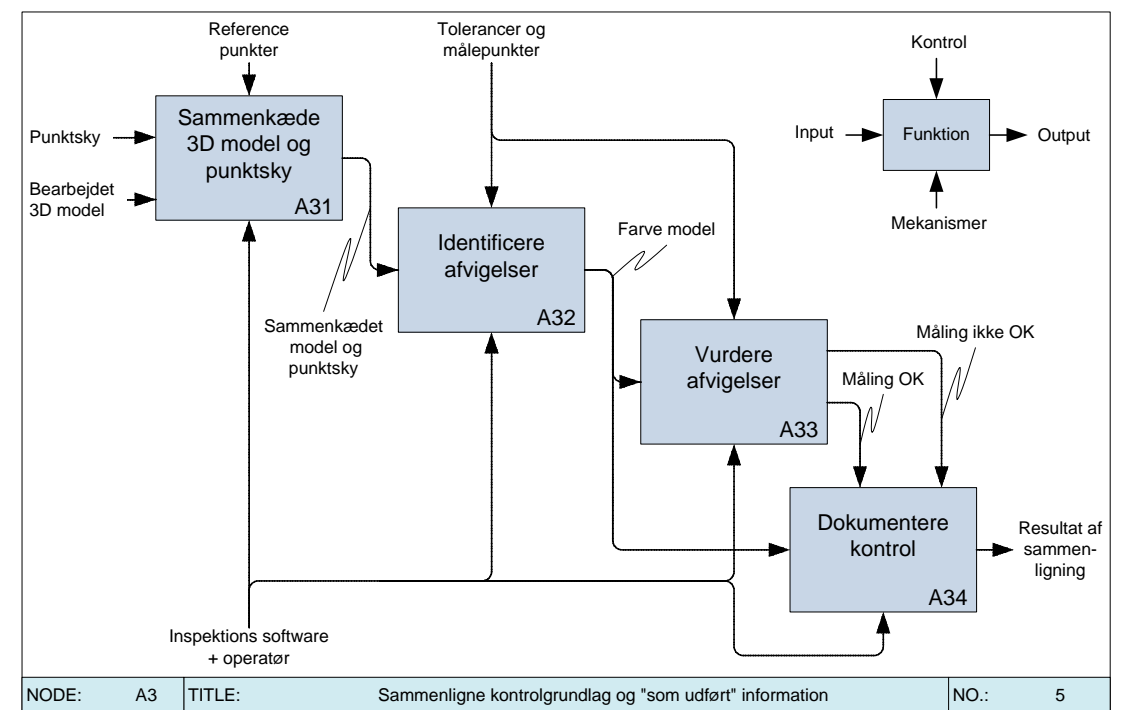 Reference
punkter
Tolerancer og
målepunkter
Kontrol
Punktsky
Bearbejdet
3D model
Sammenkæde
3D model og
punktsky
A31
Input
Funktion
Output
Mekanismer
Identificere
afvigelser
A32
Farve model
Sammenkædet
model og
punktsky
Vurdere
afvigelser
A33
Måling ikke OK
Måling OK
Dokumentere
kontrol
A34
Resultat af
sammen-
ligning
Inspektions software
+ operatør
NODE: A3 TITLE: Sammenligne kontrolgrundlag og "som udført" information NO.: 5